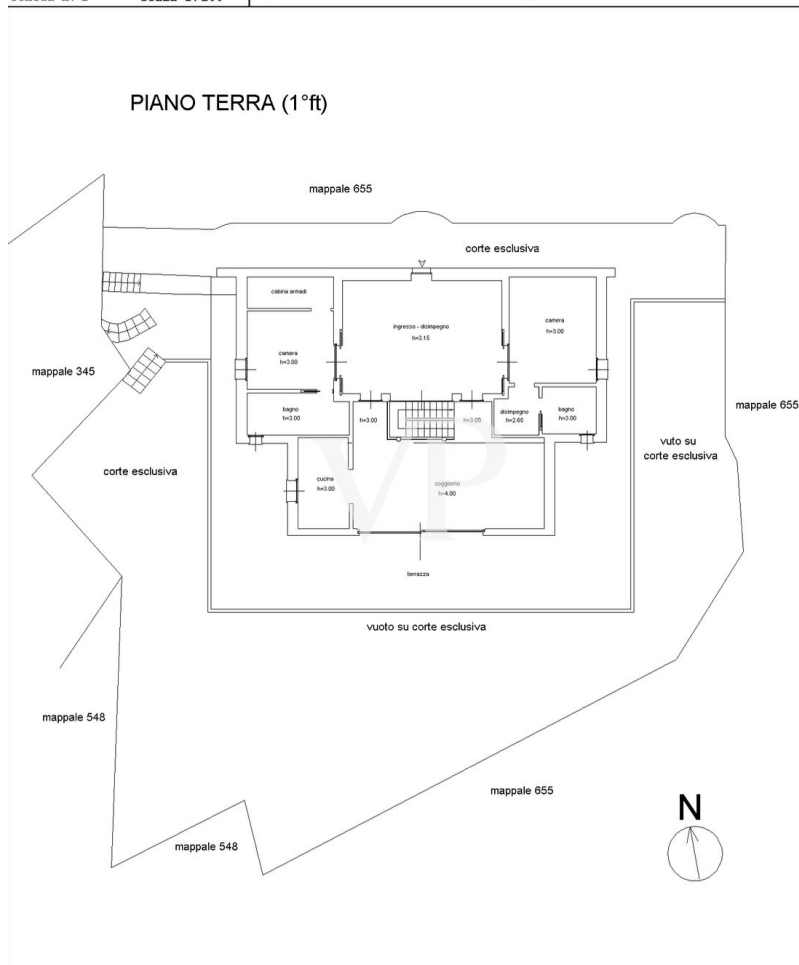 PIANO TERRA (1°ft)
mappale 655
corte esclusiva
cabina armadi
ingresso - disimpegno
h=3.15
camera
h=3.00
camera
h=3.00
mappale 345
mappale 655
bagno
h=3.00
h=3.00
h=3.00
disimpegno
h=2.65
bagno
h=3.00
vuto su
corte esclusiva
corte esclusiva
cucina
h=3.00
soggiorno
h=4.00
VP
terrazza
vuoto su corte esclusiva
mappale 548
mappale 655
mappale 548
N